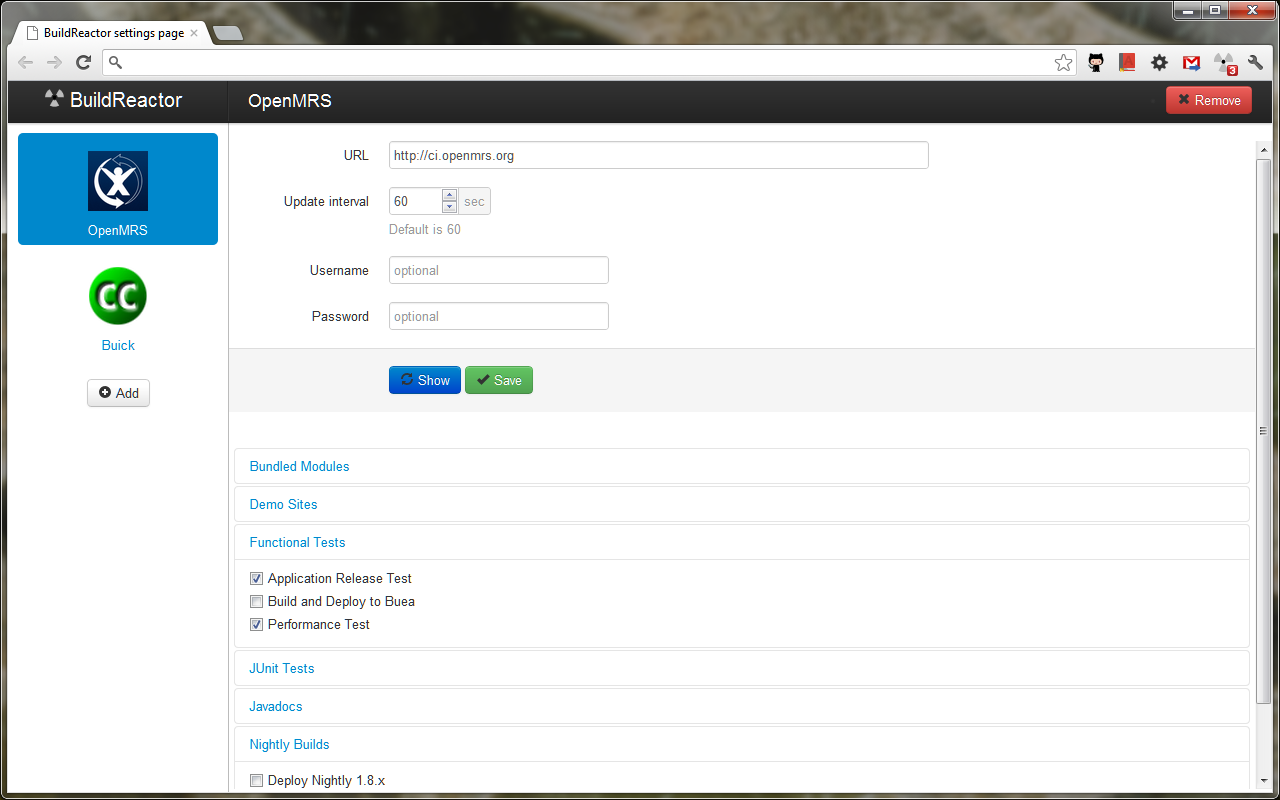 BuildReactor settings page
3
BuildReactor
OpenMRS
Remove
OpenMRS
CC
Buick
Add
URL http://ci.openmrs.org
Update interval 60 sec
Default is 60
Username optional
Password optional
Show Save
Bundled Modules
Demo Sites
Functional Tests
Application Release Test
Build and Deploy to Buea
Performance Test
JUnit Tests
Javadocs
Nightly Builds
Deploy Nightly 1.8.x